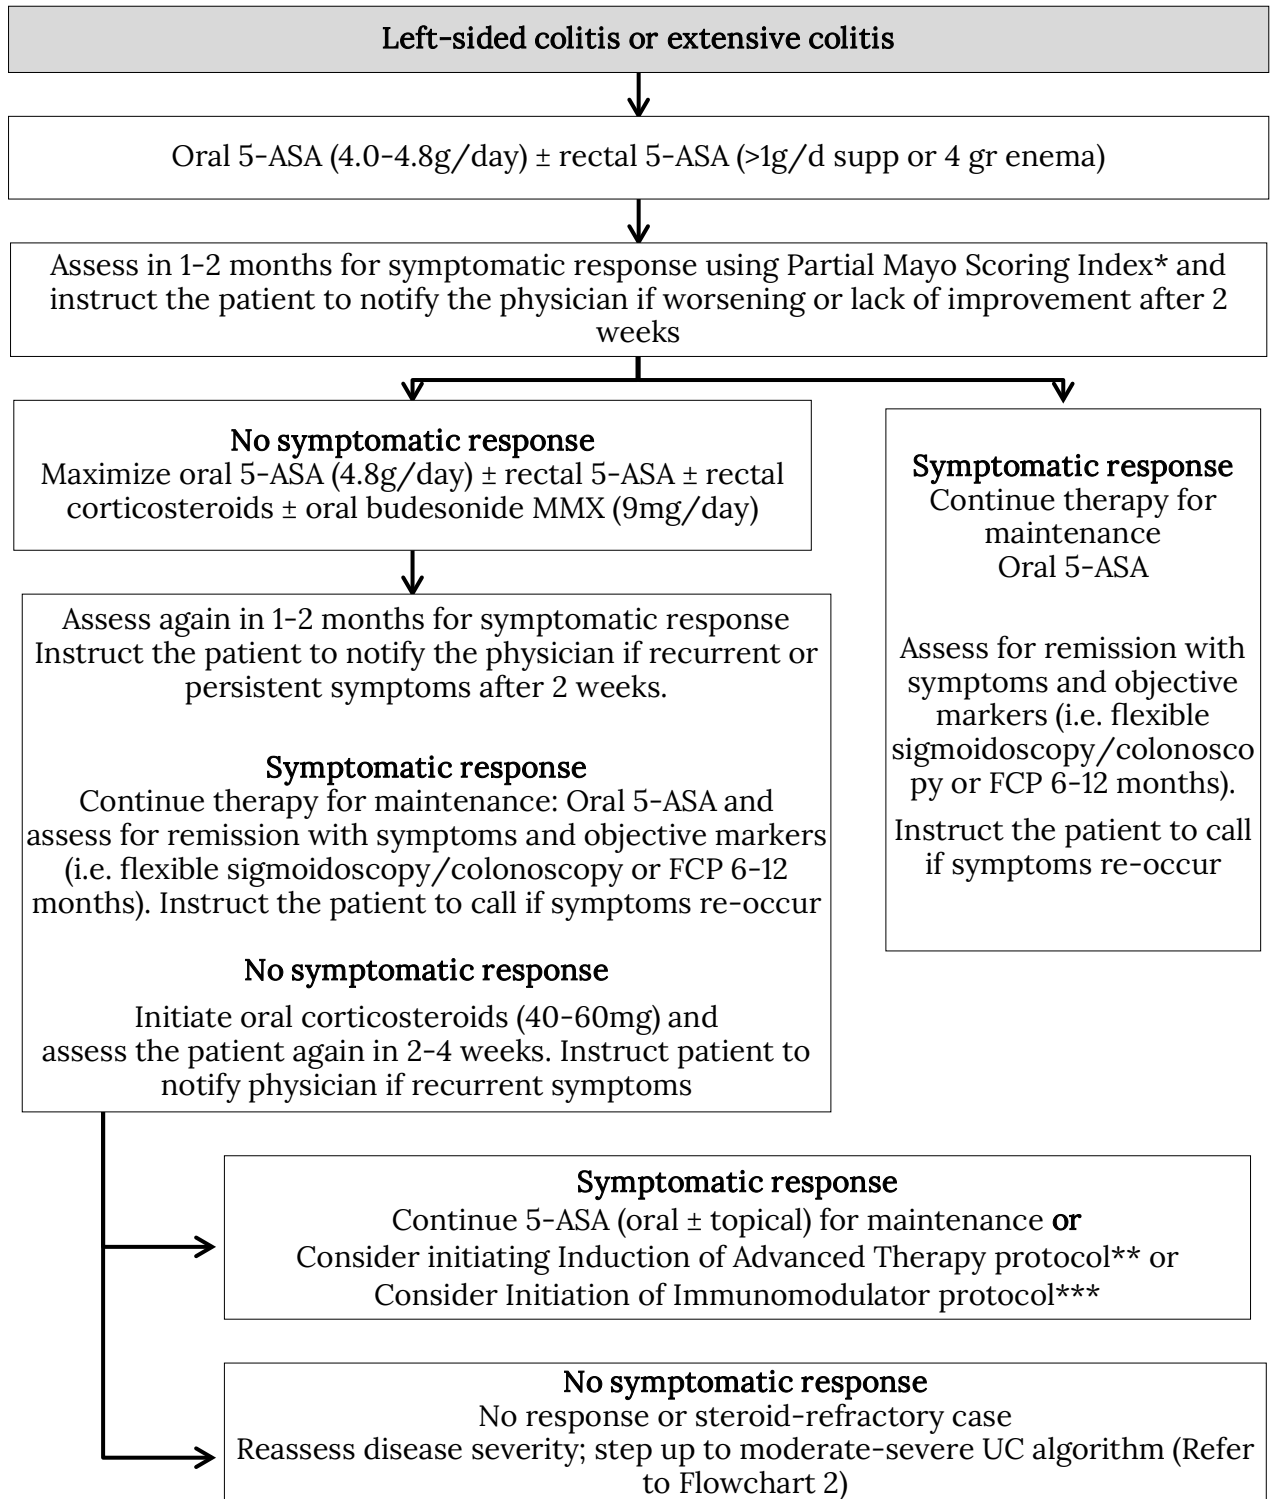 Left-sided colitis or extensive colitis
Oral 5-ASA (4.0-4.8g/day) ± rectal 5-ASA (>1g/d supp or 4 gr enema)
Assess in 1-2 months for symptomatic response using Partial Mayo Scoring Index* and
instruct the patient to notify the physician if worsening or lack of improvement after 2
weeks
No symptomatic response
Maximize oral 5-ASA (4.8g/day) ± rectal 5-ASA ± rectal
corticosteroids ± oral budesonide MMX (9mg/day)
Symptomatic response
Continue therapy for
maintenance
Oral 5-ASA
Assess for remission with
symptoms and objective
markers (i.e. flexible
sigmoidoscopy/colonosco
py or FCP 6-12 months).
Instruct the patient to call
if symptoms re-occur
Assess again in 1-2 months for symptomatic response
Instruct the patient to notify the physician if recurrent or
persistent symptoms after 2 weeks.
Symptomatic response
Continue therapy for maintenance: Oral 5-ASA and
assess for remission with symptoms and objective markers
(i.e. flexible sigmoidoscopy/colonoscopy or FCP 6-12
months). Instruct the patient to call if symptoms re-occur
No symptomatic response
Initiate oral corticosteroids (40-60mg) and
assess the patient again in 2-4 weeks. Instruct patient to
notify physician if recurrent symptoms
Symptomatic response
Continue 5-ASA (oral ± topical) for maintenance or
Consider initiating Induction of Advanced Therapy protocol** or
Consider Initiation of Immunomodulator protocol***
No symptomatic response
No response or steroid-refractory case
Reassess disease severity; step up to moderate-severe UC algorithm (Refer
to Flowchart 2)